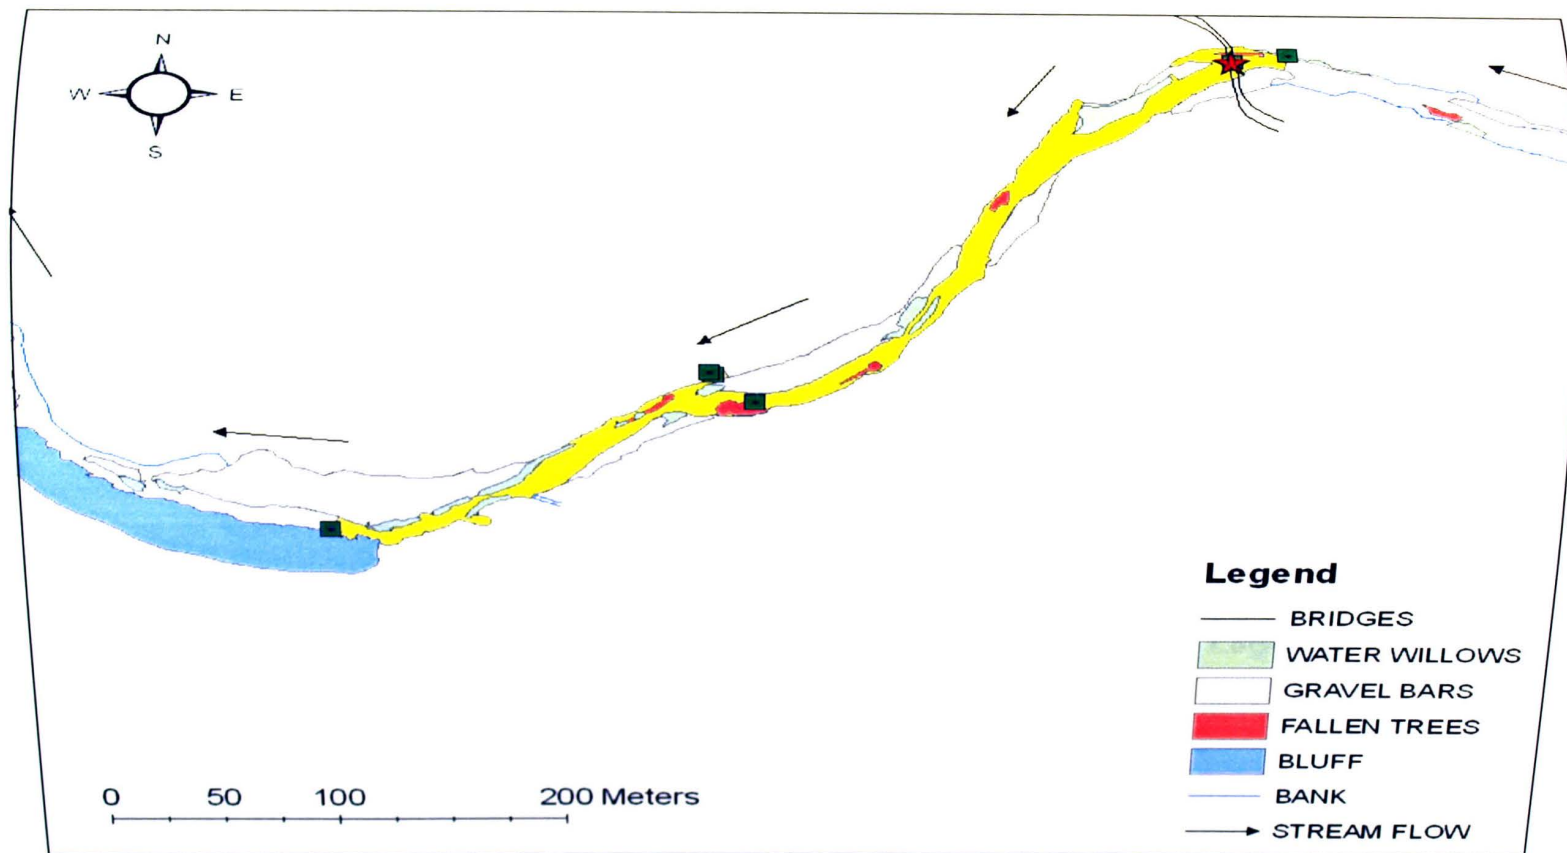 N
W E
S
Legend
BRIDGES
WATER WILLOWS
GRAVEL BARS
FALLEN TREES
BLUFF
BANK
STREAM FLOW
0 50 100 200 Meters